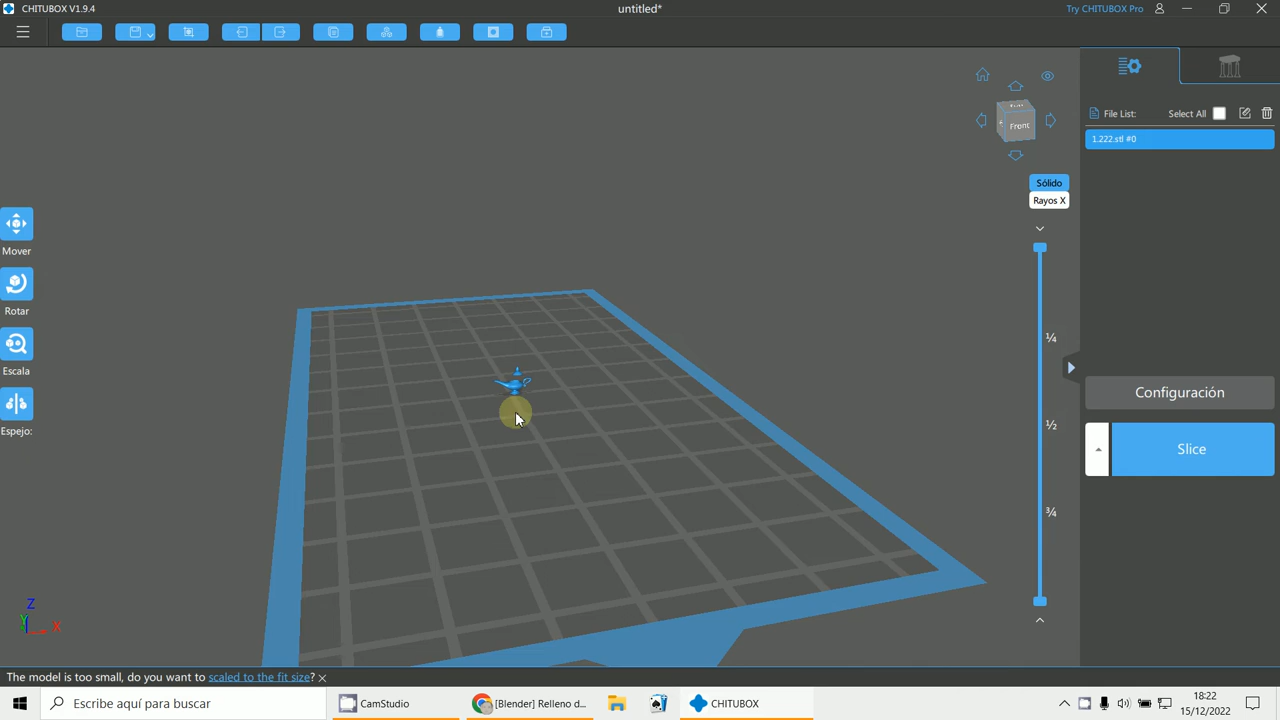 CHITUBOX V1.9.4
untitled*
Try CHITUBOX Pro
File List:
Select All
1.222.stl #0
Front
Sólido
Rayos X
Mover
Rotar
Escala
Espejo:
¼
½
¾
Configuración
Slice
Z
Y
X
The model is too small, do you want to scaled to the fit size?
Escribe aquí para buscar
CamStudio
[Blender] Relleno d...
CHITUBOX
18:22
15/12/2022